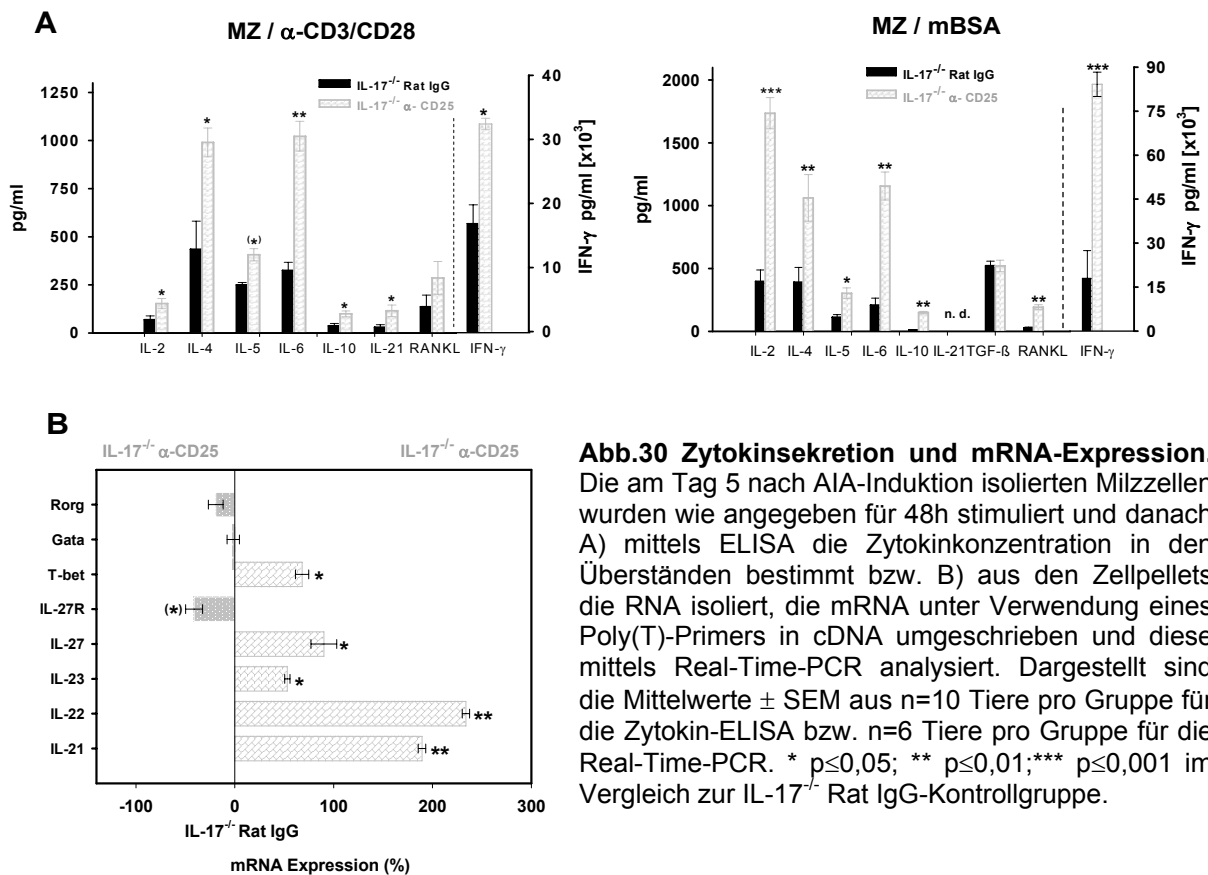 A
MZ / α-CD3/CD28
IL-17-/- Rat IgG
IL-17-/- α- CD25
pg/ml
1250
1000
750
500
250
0
IL-2 IL-4 IL-5 IL-6 IL-10 IL-21 RANKL IFN-γ
* * (*) ** * * *
40
30
20
10
0
IFN-γ pg/ml [x10³]
MZ / mBSA
IL-17-/- Rat IgG
IL-17-/- α- CD25
pg/ml
2000
1500
1000
500
0
IL-2 IL-4 IL-5 IL-6 IL-10 IL-21 TGF-ß RANKL IFN-γ
*** ** * ** ** n. d. ** ***
90
75
60
45
30
15
0
IFN-γ pg/ml [x10³]
B
IL-17-/- α-CD25 IL-17-/- α-CD25
Rorg
Gata
T-bet *
IL-27R (*)
IL-27 *
IL-23 *
IL-22 **
IL-21 **
-100 0 100 200 300
IL-17-/- Rat IgG
mRNA Expression (%)
Abb.30 Zytokinsekretion und mRNA-Expression.
Die am Tag 5 nach AIA-Induktion isolierten Milzzellen
wurden wie angegeben für 48h stimuliert und danach
A) mittels ELISA die Zytokinkonzentration in den
Überständen bestimmt bzw. B) aus den Zellpellets
die RNA isoliert, die mRNA unter Verwendung eines
Poly(T)-Primers in cDNA umgeschrieben und diese
mittels Real-Time-PCR analysiert. Dargestellt sind
die Mittelwerte ± SEM aus n=10 Tiere pro Gruppe für
die Zytokin-ELISA bzw. n=6 Tiere pro Gruppe für die
Real-Time-PCR. * p≤0,05; ** p≤0,01;*** p≤0,001 im
Vergleich zur IL-17-/- Rat IgG-Kontrollgruppe.